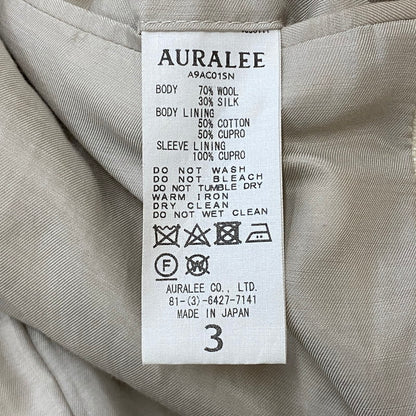 AURALEE
A9AC01SN
BODY 70% WOOL
30% SILK
BODY LINING
50% COTTON
50% CUPRO
SLEEVE LINING
100% CUPRO
DO NOT WASH
DO NOT BLEACH
DO NOT TUMBLE DRY
WARM IRON
DRY CLEAN
DO NOT WET CLEAN
F W
AURALEE CO., LTD.
81-(3)-6427-7141
MADE IN JAPAN
3